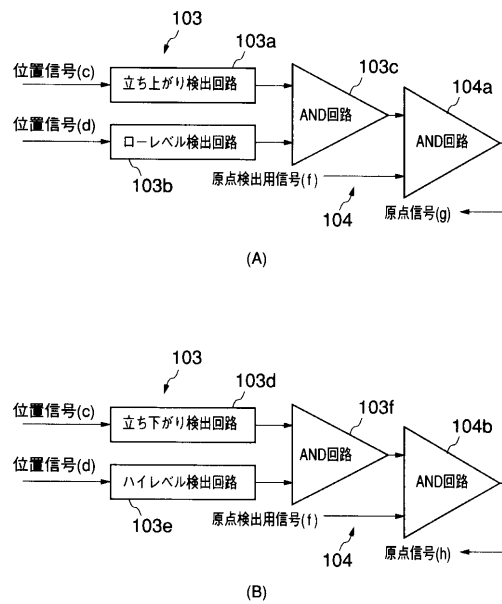 103
103a
位置信号(c)
立ち上がり検出回路
103c
104a
AND回路
位置信号(d)
ローレベル検出回路
AND回路
103b
原点検出用信号(f)
104
原点信号(g)
(A)
103
103d
位置信号(c)
立ち下がり検出回路
103f
104b
AND回路
位置信号(d)
ハイレベル検出回路
AND回路
103e
原点検出用信号(f)
104
原点信号(h)
(B)